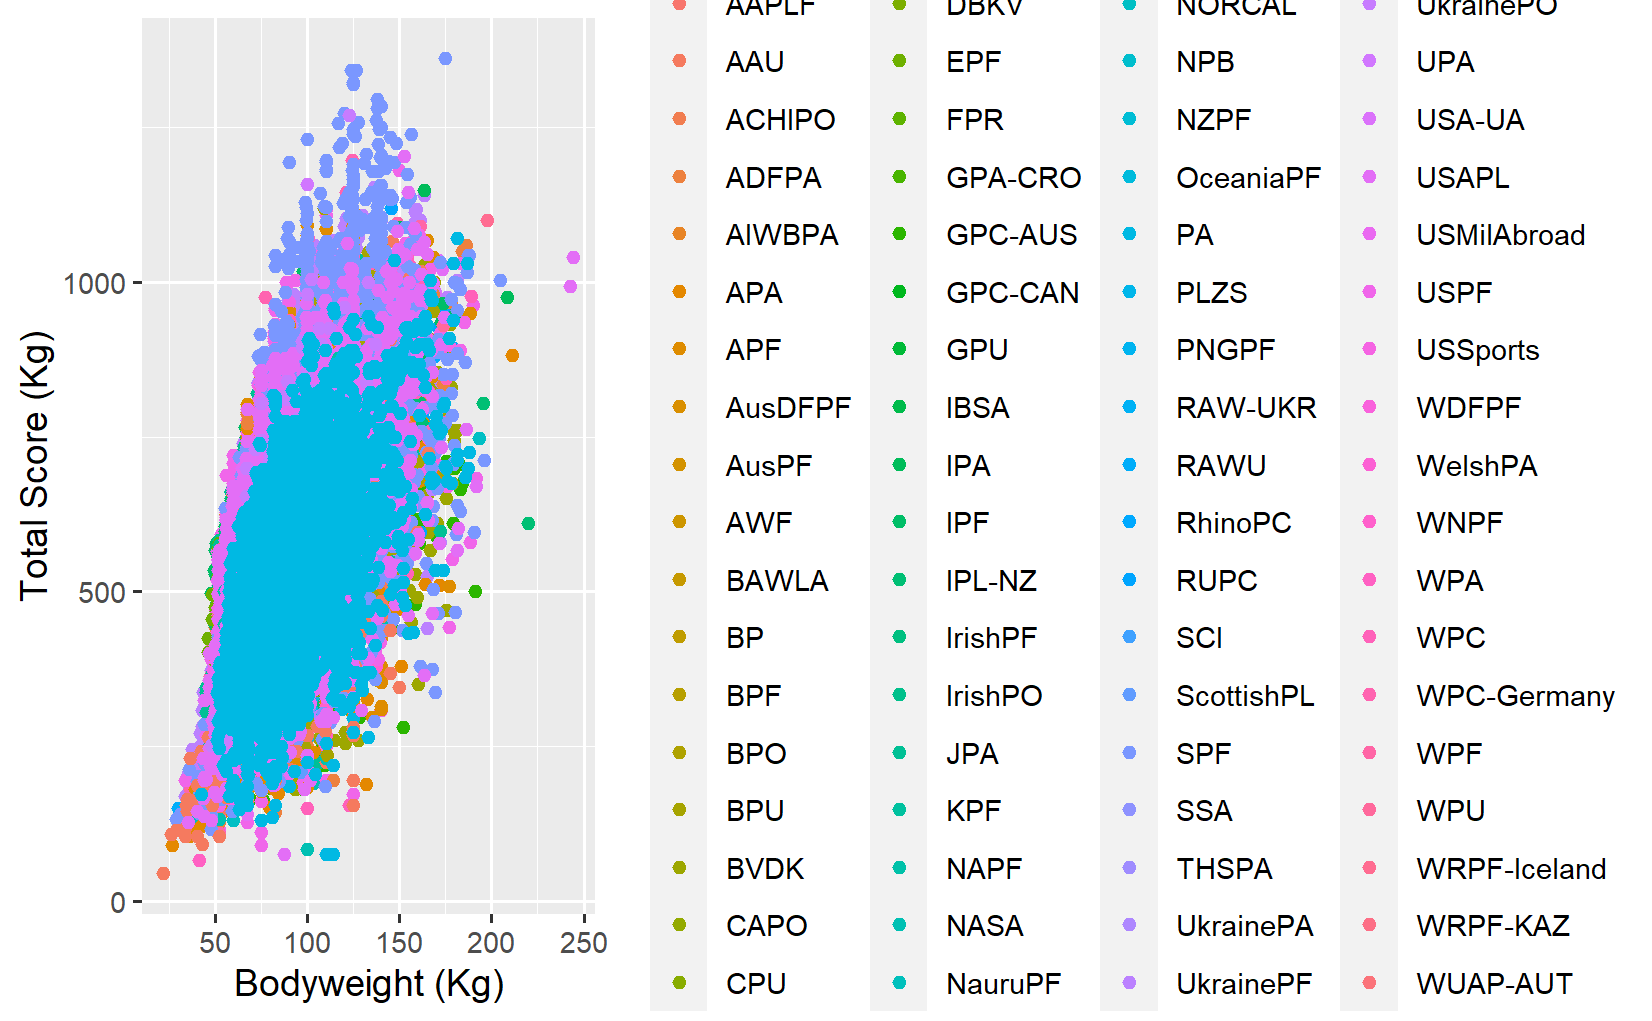 Total Score (Kg)
1000
500
0
50 100 150 200 250
Bodyweight (Kg)
AAPLF DBKV NORCAL UkrainePO
AAU EPF NPB UPA
ACHIPO FPR NZPF USA-UA
ADFPA GPA-CRO OceaniaPF USAPL
AIWBPA GPC-AUS PA USMilAbroad
APA GPC-CAN PLZS USPF
APF GPU PNGPF USSports
AusDFPF IBSA RAW-UKR WDFPF
AusPF IPA RAWU WelshPA
AWF IPF RhinoPC WNPF
BAWLA IPL-NZ RUPC WPA
BP IrishPF SCI WPC
BPF IrishPO ScottishPL WPC-Germany
BPO JPA SPF WPF
BPU KPF SSA WPU
BVDK NAPF THSPA WRPF-Iceland
CAPO NASA UkrainePA WRPF-KAZ
CPU NauruPF UkrainePF WUAP-AUT